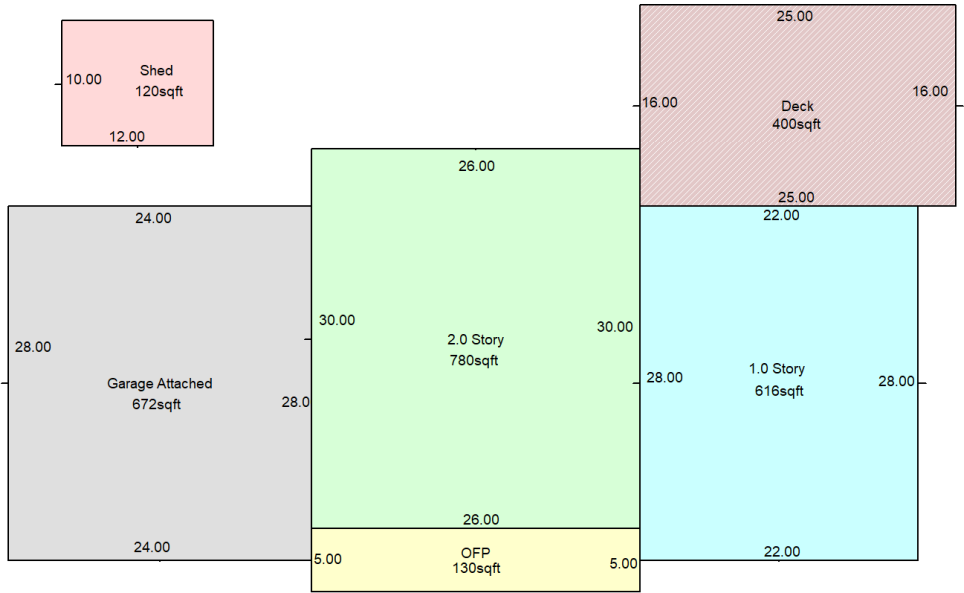 25.00
Shed
10.00
120sqft
16.00
16.00
Deck
400sqft
12.00
26.00
25.00
24.00
22.00
30.00
30.00
2.0 Story
780sqft
28.00
1.0 Story
616sqft
28.00
28.00
Garage Attached
672sqft
28.0
26.00
24.00
5.00
OFP
130sqft
5.00
22.00